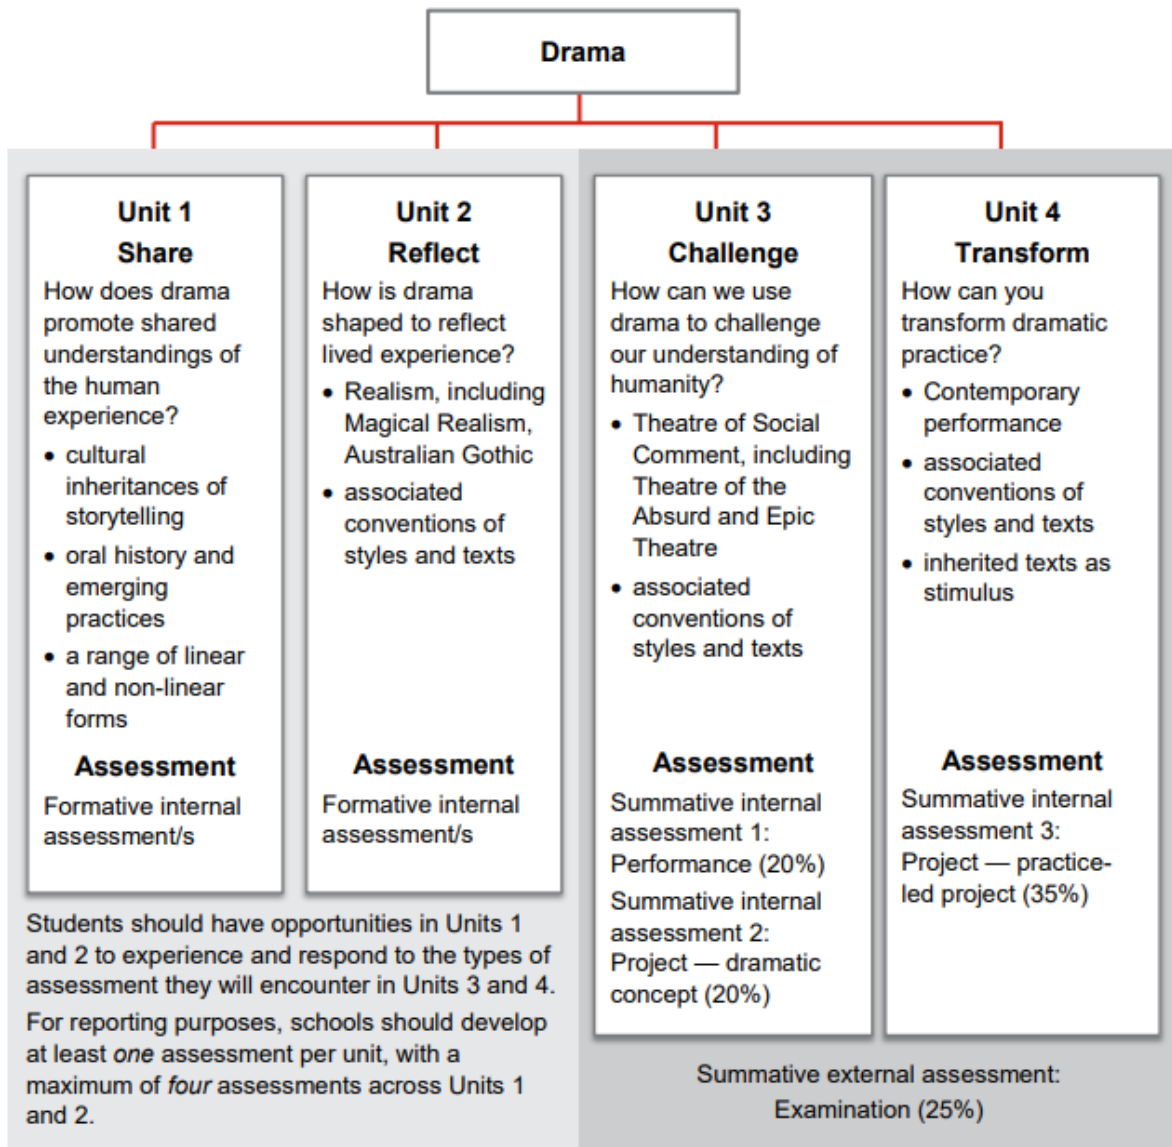 Drama
Unit 1
Share
How does drama
promote shared
understandings of
the human
experience?
• cultural
inheritances of
storytelling
• oral history and
emerging
practices
• a range of linear
and non-linear
forms
Assessment
Formative internal
assessment/s
Unit 2
Reflect
How is drama
shaped to reflect
lived experience?
• Realism, including
Magical Realism,
Australian Gothic
• associated
conventions of
styles and texts
Assessment
Formative internal
assessment/s
Students should have opportunities in Units 1
and 2 to experience and respond to the types of
assessment they will encounter in Units 3 and 4.
For reporting purposes, schools should develop
at least one assessment per unit, with a
maximum of four assessments across Units 1
and 2.
Unit 3
Challenge
How can we use
drama to challenge
our understanding of
humanity?
• Theatre of Social
Comment, including
Theatre of the
Absurd and Epic
Theatre
• associated
conventions of
styles and texts
Assessment
Summative internal
assessment 1:
Performance (20%)
Summative internal
assessment 2:
Project — dramatic
concept (20%)
Unit 4
Transform
How can you
transform dramatic
practice?
• Contemporary
performance
• associated
conventions of
styles and texts
• inherited texts as
stimulus
Assessment
Summative internal
assessment 3:
Project — practice-
led project (35%)
Summative external assessment:
Examination (25%)